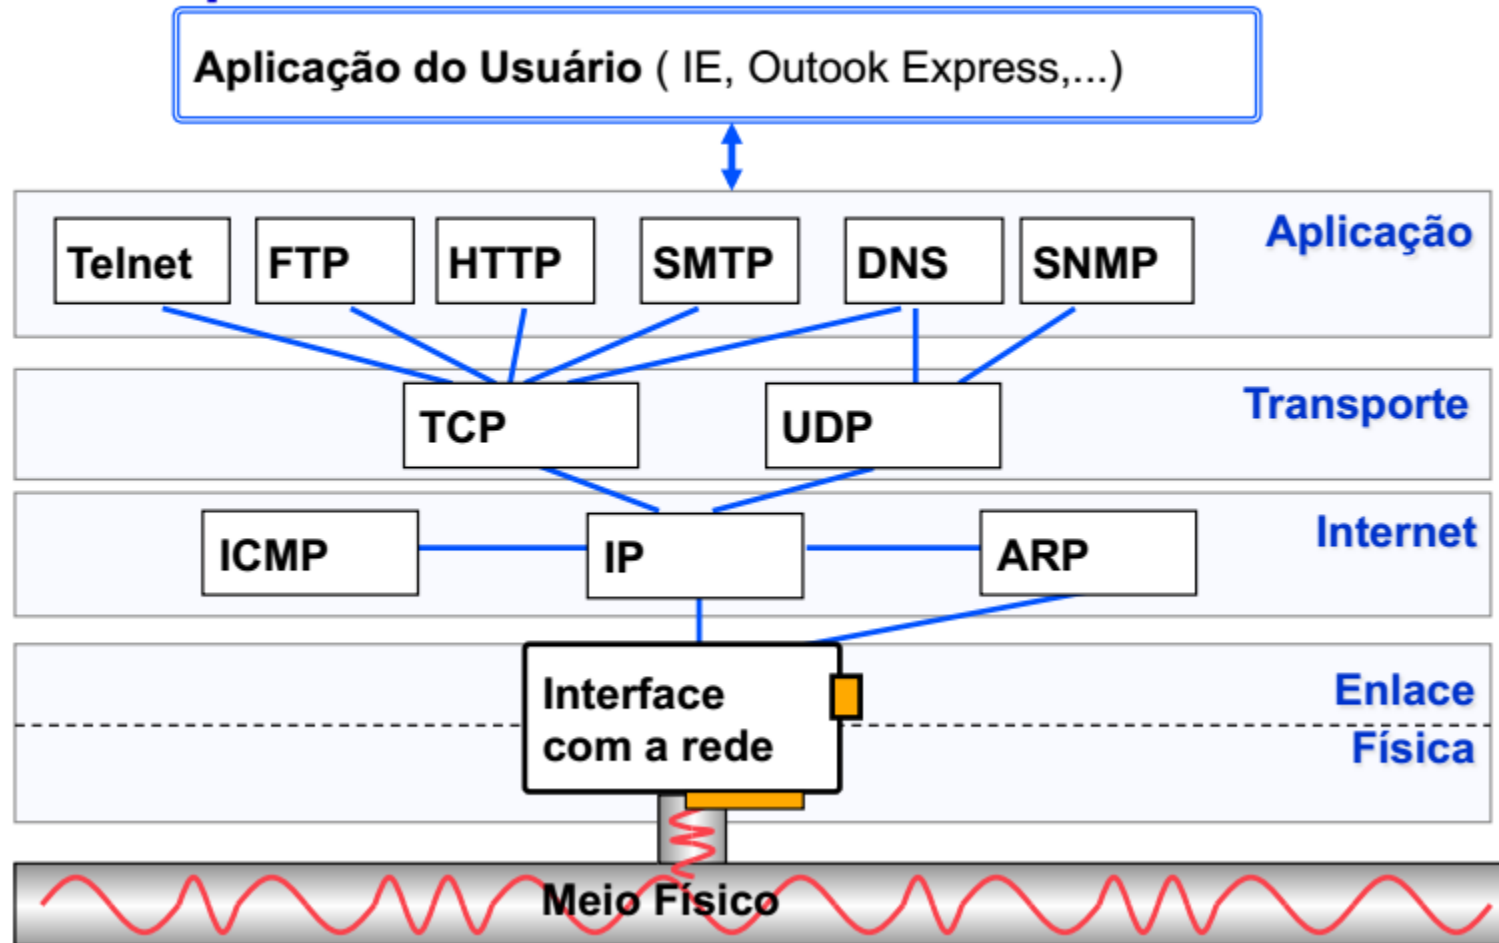 Aplicação do Usuário ( IE, Outook Express,...)
Aplicação
Telnet
FTP
HTTP
SMTP
DNS
SNMP
Transporte
TCP
UDP
Internet
ICMP
IP
ARP
Interface
com a rede
Enlace
Física
Meio Físico